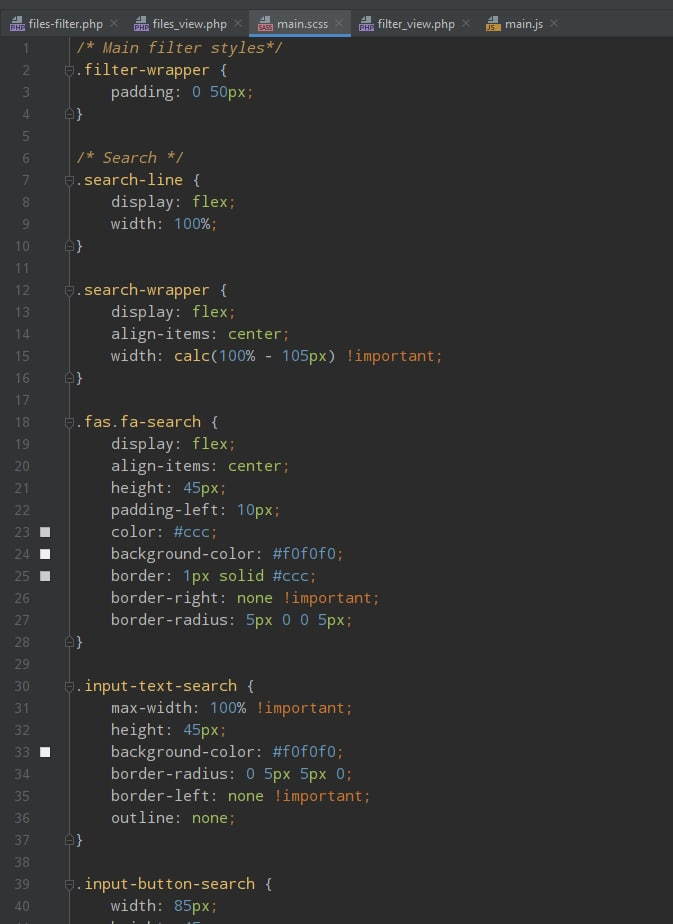 files-filter.php files_view.php main.scss filter_view.php main.js
1 /* Main filter styles*/
2 .filter-wrapper {
3 padding: 0 50px;
4 }
5
6 /* Search */
7 .search-line {
8 display: flex;
9 width: 100%;
10 }
11
12 .search-wrapper {
13 display: flex;
14 align-items: center;
15 width: calc(100% - 105px) !important;
16 }
17
18 .fas.fa-search {
19 display: flex;
20 align-items: center;
21 height: 45px;
22 padding-left: 10px;
23 color: #ccc;
24 background-color: #f0f0f0;
25 border: 1px solid #ccc;
26 border-right: none !important;
27 border-radius: 5px 0 0 5px;
28 }
29
30 .input-text-search {
31 max-width: 100% !important;
32 height: 45px;
33 background-color: #f0f0f0;
34 border-radius: 0 5px 5px 0;
35 border-left: none !important;
36 outline: none;
37 }
38
39 .input-button-search {
40 width: 85px;